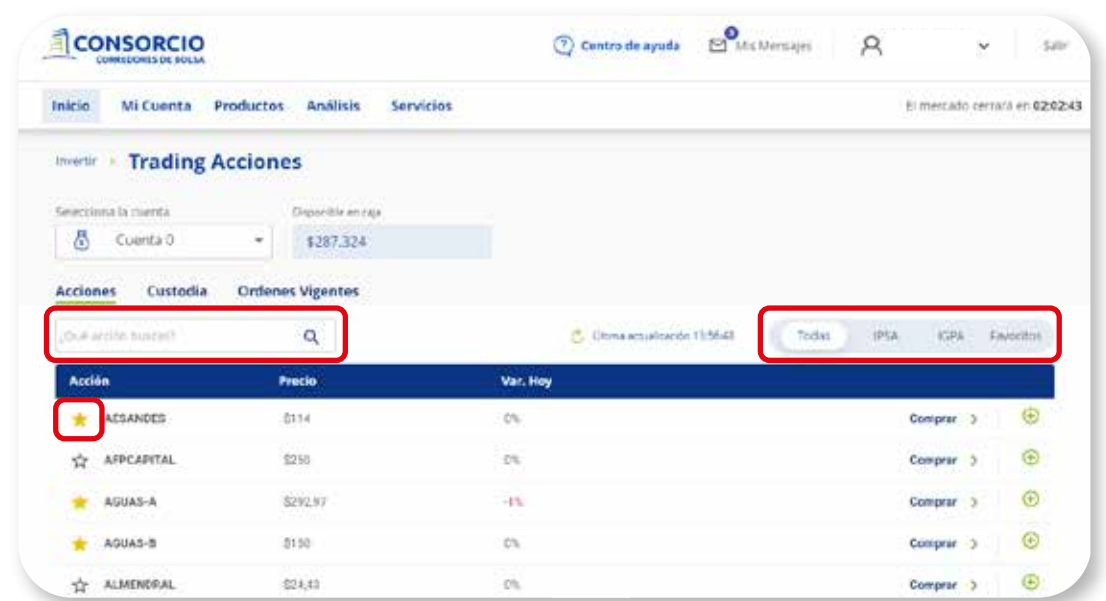 CONSORCIO
CORREDORES DE BOLSA
Centro de ayuda
Mis Mensajes
Salir
Inicio Mi Cuenta Productos Análisis Servicios
El mercado cerrará en 02:02:43
Invertir Trading Acciones
Selecciona la cuenta Disponible en caja
Cuenta 0 $287.324
Acciones Custodia Ordenes Vigentes
¿Qué acción buscas? Última actualización 13:56:43 Todas IPSA IGPA Favoritos
Acción Precio Var. Hoy
AESANDES $114 0% Comprar
AFPCAPITAL $250 0% Comprar
AGUAS-A $292,97 -1% Comprar
AGUAS-B $150 0% Comprar
ALMENDRAL $24,43 0% Comprar